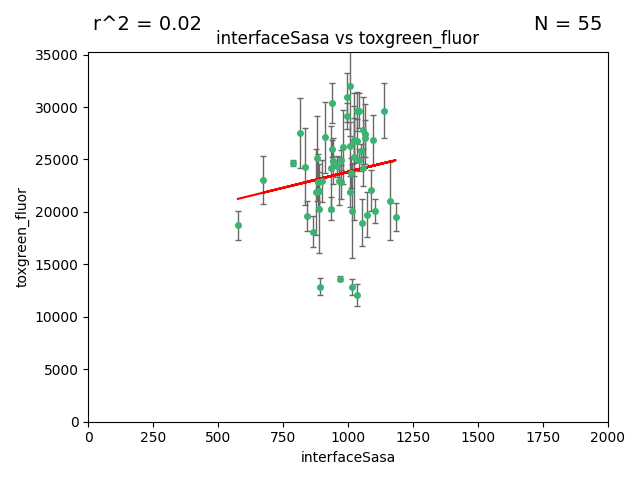 r^2 = 0.02
N = 55
interfaceSasa vs toxgreen_fluor
35000
30000
25000
20000
15000
10000
5000
0
toxgreen_fluor
0 250 500 750 1000 1250 1500 1750 2000
interfaceSasa